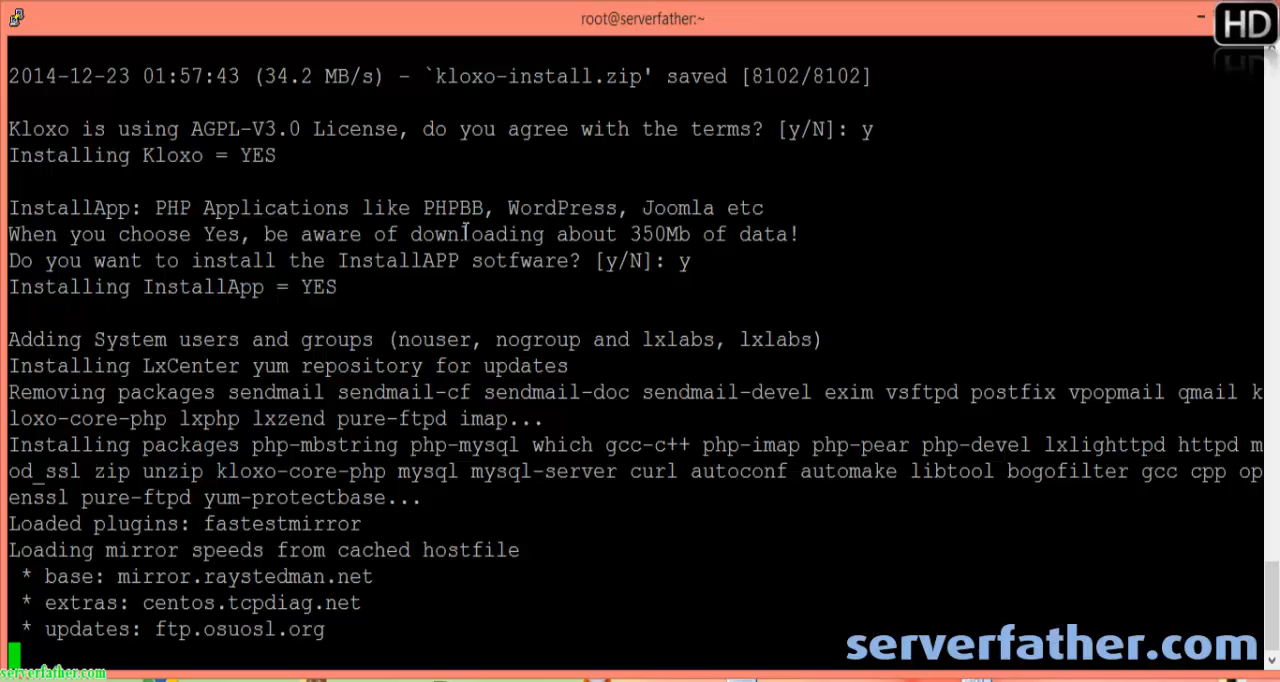 root@serverfather:~
HD
2014-12-23 01:57:43 (34.2 MB/s) - `kloxo-install.zip' saved [8102/8102]
Kloxo is using AGPL-V3.0 License, do you agree with the terms? [y/N]: y
Installing Kloxo = YES
InstallApp: PHP Applications like PHPBB, WordPress, Joomla etc
When you choose Yes, be aware of downloading about 350Mb of data!
Do you want to install the InstallAPP sotfware? [y/N]: y
Installing InstallApp = YES
Adding System users and groups (nouser, nogroup and lxlabs, lxlabs)
Installing LxCenter yum repository for updates
Removing packages sendmail sendmail-cf sendmail-doc sendmail-devel exim vsftpd postfix vpopmail qmail k
loxo-core-php lxphp lxzend pure-ftpd imap...
Installing packages php-mbstring php-mysql which gcc-c++ php-imap php-pear php-devel lxlighttpd httpd m
od_ssl zip unzip kloxo-core-php mysql mysql-server curl autoconf automake libtool bogofilter gcc cpp op
enssl pure-ftpd yum-protectbase...
Loaded plugins: fastestmirror
Loading mirror speeds from cached hostfile
* base: mirror.raystedman.net
* extras: centos.tcpdiag.net
* updates: ftp.osuosl.org
serverfather.com
serverfather.com